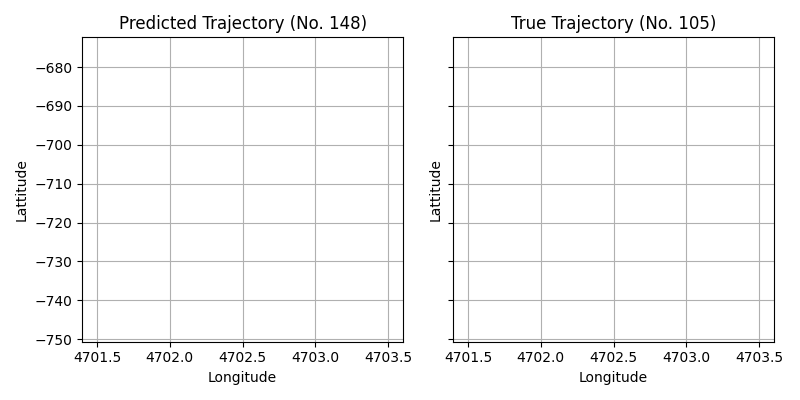 Predicted Trajectory (No. 148)
True Trajectory (No. 105)
−680
−690
−700
−710
−720
−730
−740
−750
Lattitude
Lattitude
4701.5 4702.0 4702.5 4703.0 4703.5
4701.5 4702.0 4702.5 4703.0 4703.5
Longitude
Longitude